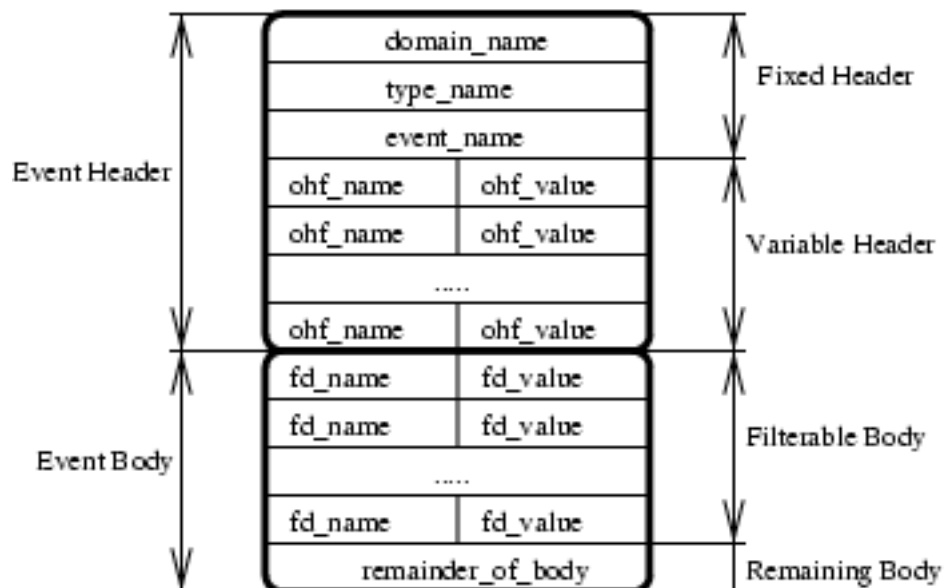 domain_name
Fixed Header
type_name
event_name
Event Header
ohf_name ohf_value
ohf_name ohf_value
Variable Header
.....
ohf_name ohf_value
fd_name fd_value
fd_name fd_value
Filterable Body
Event Body
.....
fd_name fd_value
remainder_of_body
Remaining Body